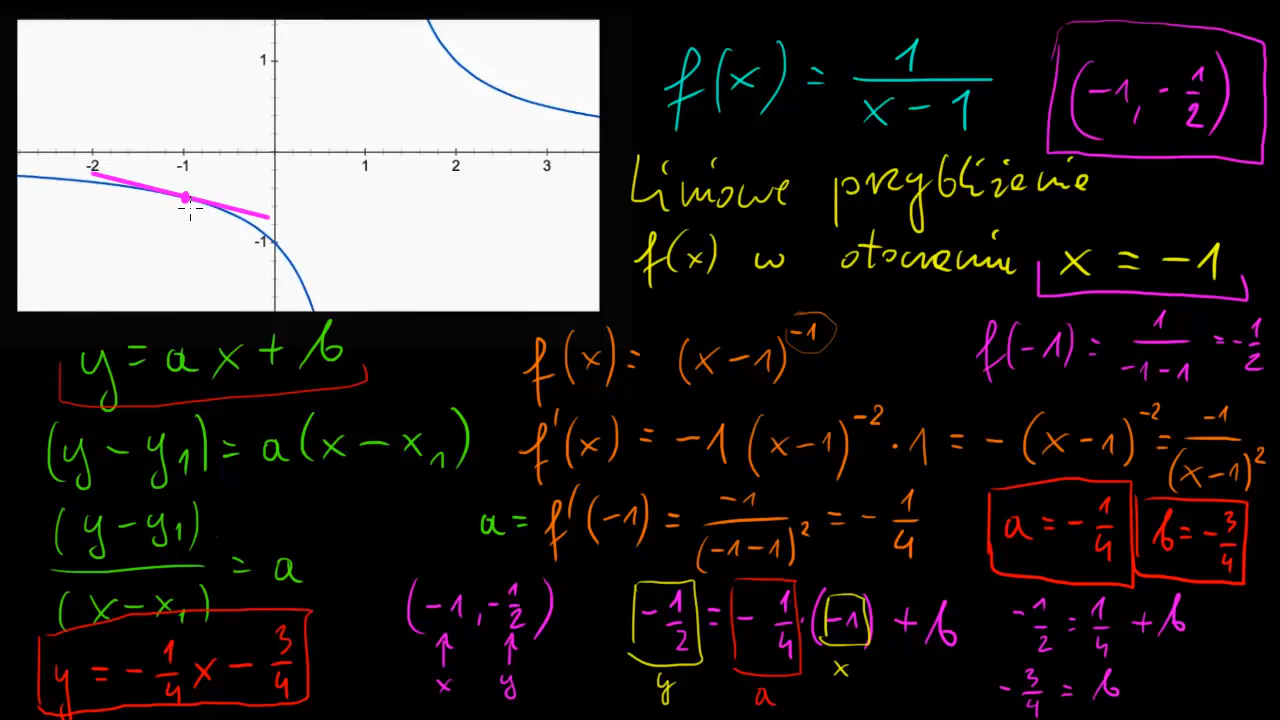 1
-2 -1 1 2 3
-1
f(x) = 1/(x-1)
(-1, -1/2)
Liniowe przybliżenie
f(x) w otoczeniu x = -1
f(-1) = 1/(-1-1) = -1/2
y = ax + b
f(x) = (x-1)^-1
(y - y₁) = a(x - x₁)
f'(x) = -1(x-1)^-2 · 1 = -(x-1)^-2 = -1/(x-1)^2
(y - y₁)/(x - x₁) = a
a = f'(-1) = -1/(-1-1)^2 = -1/4
a = -1/4
b = -3/4
(-1, -1/2)
x y
-1/2 = -1/4 · (-1) + b
y a x
-1/2 = 1/4 + b
-3/4 = b
y = -1/4 x - 3/4